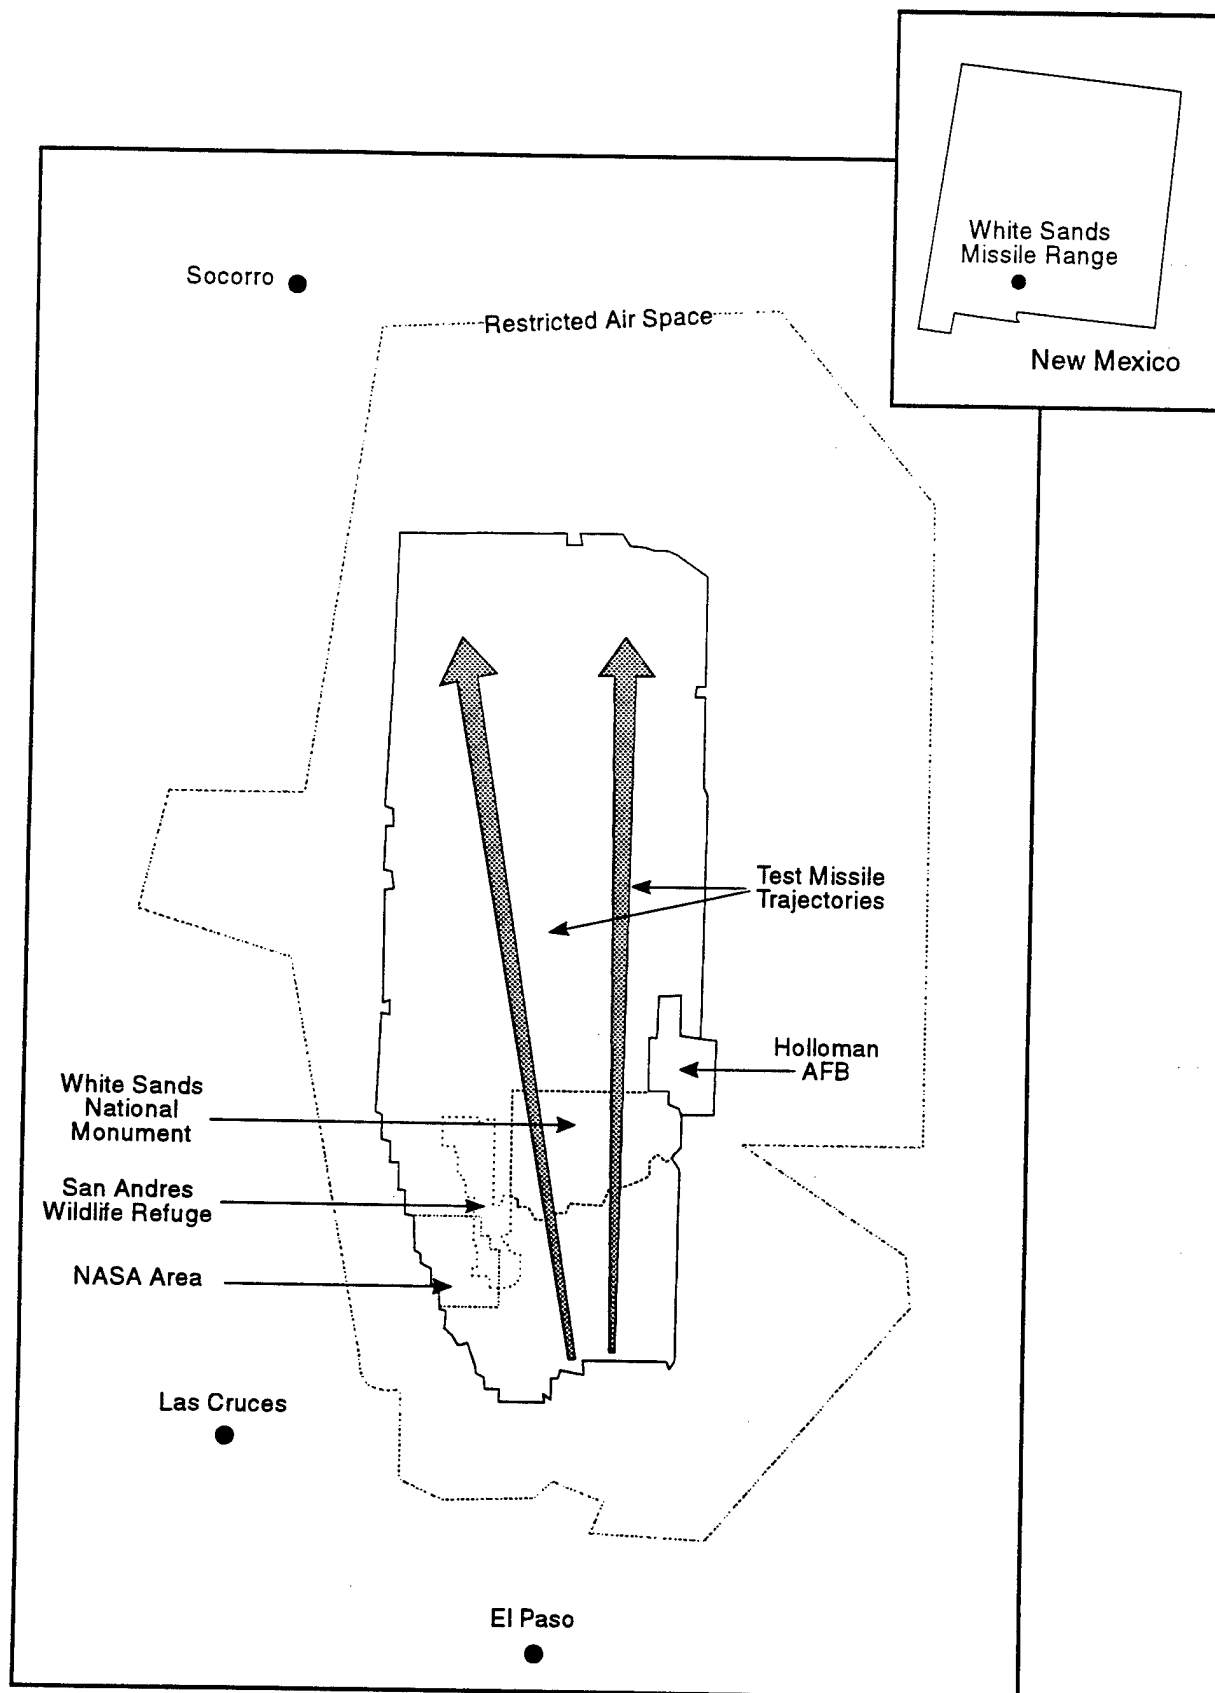 White Sands
Missile Range
New Mexico
Socorro
Restricted Air Space
Test Missile
Trajectories
Holloman
AFB
White Sands
National
Monument
San Andres
Wildlife Refuge
NASA Area
Las Cruces
El Paso